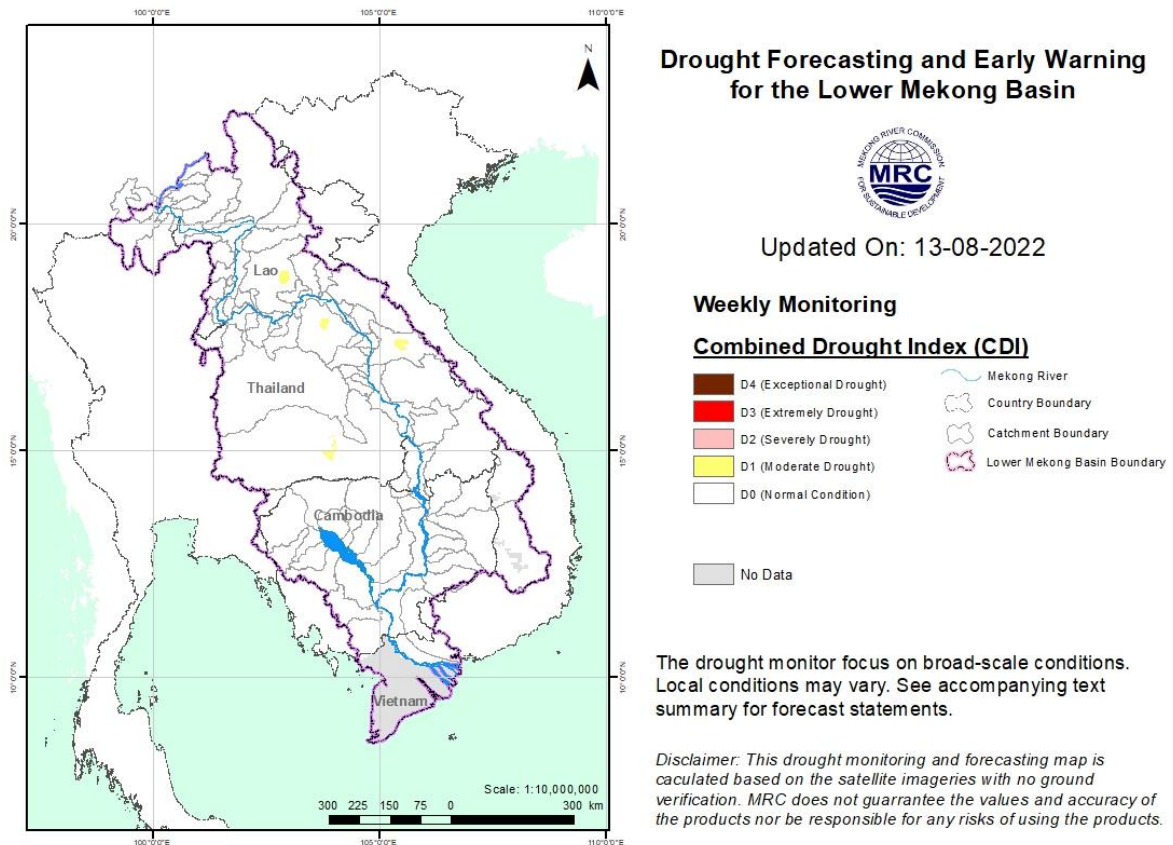 100°0'0"E
105°0'0"E
110°0'0"E
N
20°0'0"N
20°0'0"N
15°0'0"N
15°0'0"N
10°0'0"N
10°0'0"N
Lao
Thailand
Cambodia
Vietnam
Scale: 1:10,000,000
300 225 150 75 0 300 km
100°0'0"E
105°0'0"E
110°0'0"E
Drought Forecasting and Early Warning
for the Lower Mekong Basin
MEKONG RIVER COMMISSION
MRC
FOR SUSTAINABLE DEVELOPMENT
Updated On: 13-08-2022
Weekly Monitoring
Combined Drought Index (CDI)
D4 (Exceptional Drought)
D3 (Extremely Drought)
D2 (Severely Drought)
D1 (Moderate Drought)
D0 (Normal Condition)
No Data
Mekong River
Country Boundary
Catchment Boundary
Lower Mekong Basin Boundary
The drought monitor focus on broad-scale conditions.
Local conditions may vary. See accompanying text
summary for forecast statements.
Disclaimer: This drought monitoring and forecasting map is
caculated based on the satellite imageries with no ground
verification. MRC does not guarrantee the values and accuracy of
the products nor be responsible for any risks of using the products.